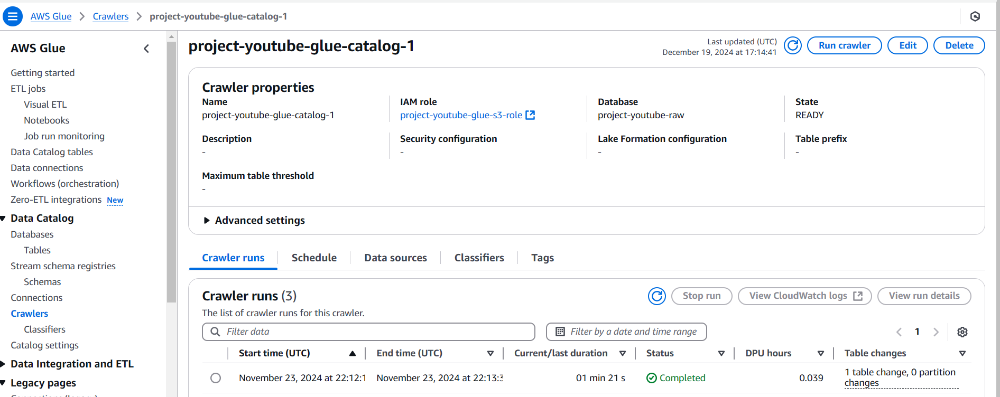 AWS Glue > Crawlers > project-youtube-glue-catalog-1
AWS Glue
Getting started
ETL jobs
Visual ETL
Notebooks
Job run monitoring
Data Catalog tables
Data connections
Workflows (orchestration)
Zero-ETL integrations New
Data Catalog
Databases
Tables
Stream schema registries
Schemas
Connections
Crawlers
Classifiers
Catalog settings
Data Integration and ETL
Legacy pages
project-youtube-glue-catalog-1
Last updated (UTC)
December 19, 2024 at 17:14:41
Run crawler
Edit
Delete
Crawler properties
Name
project-youtube-glue-catalog-1
IAM role
project-youtube-glue-s3-role
Database
project-youtube-raw
State
READY
Description
-
Security configuration
-
Lake Formation configuration
-
Table prefix
-
Maximum table threshold
-
Advanced settings
Crawler runs
Schedule
Data sources
Classifiers
Tags
Crawler runs (3)
Stop run
View CloudWatch logs
View run details
The list of crawler runs for this crawler.
Filter data
Filter by a date and time range
1
Start time (UTC)
End time (UTC)
Current/last duration
Status
DPU hours
Table changes
November 23, 2024 at 22:12:1
November 23, 2024 at 22:13:3
01 min 21 s
Completed
0.039
1 table change, 0 partition
changes